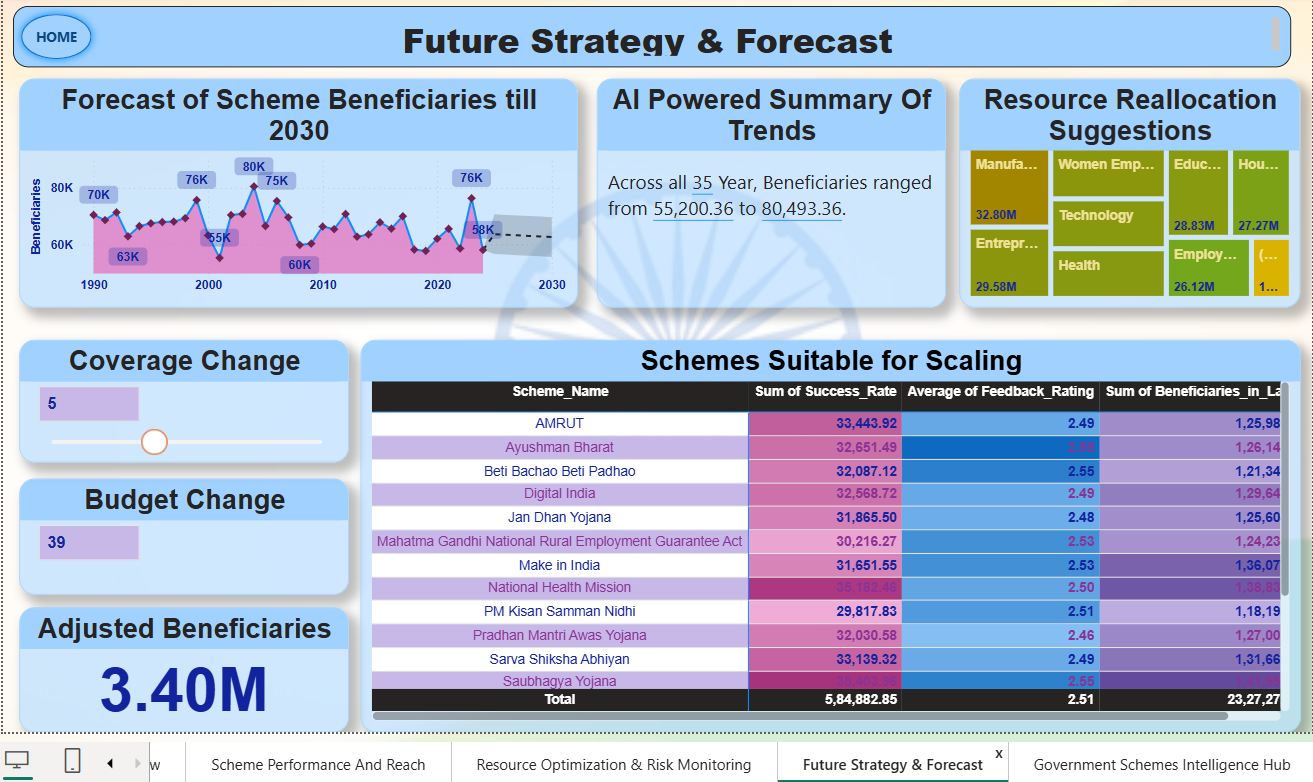 HOME
Future Strategy & Forecast
Forecast of Scheme Beneficiaries till
2030
Beneficiaries
80K
60K
70K
63K
76K
55K
80K
75K
60K
76K
58K
1990
2000
2010
2020
2030
AI Powered Summary Of
Trends
Across all 35 Year, Beneficiaries ranged
from 55,200.36 to 80,493.36.
Resource Reallocation
Suggestions
Manufa...
32.80M
Entrepr...
29.58M
Women Emp...
Technology
Health
Educ...
28.83M
Hou...
27.27M
Employ...
26.12M
(...
1...
Coverage Change
5
Budget Change
39
Adjusted Beneficiaries
3.40M
Schemes Suitable for Scaling
Scheme_Name Sum of Success_Rate Average of Feedback_Rating Sum of Beneficiaries_in_La
AMRUT 33,443.92 2.49 1,25,98
Ayushman Bharat 32,651.49 1,26,14
Beti Bachao Beti Padhao 32,087.12 2.55 1,21,34
Digital India 32,568.72 2.49 1,29,64
Jan Dhan Yojana 31,865.50 2.48 1,25,60
Mahatma Gandhi National Rural Employment Guarantee Act 30,216.27 2.53 1,24,23
Make in India 31,651.55 2.53 1,36,07
National Health Mission 2.50
PM Kisan Samman Nidhi 29,817.83 2.51 1,18,19
Pradhan Mantri Awas Yojana 32,030.58 2.46 1,27,00
Sarva Shiksha Abhiyan 33,139.32 2.49 1,31,66
Saubhagya Yojana 2.55
Total 5,84,882.85 2.51 23,27,27
w
Scheme Performance And Reach
Resource Optimization & Risk Monitoring
Future Strategy & Forecast
x
Government Schemes Intelligence Hub